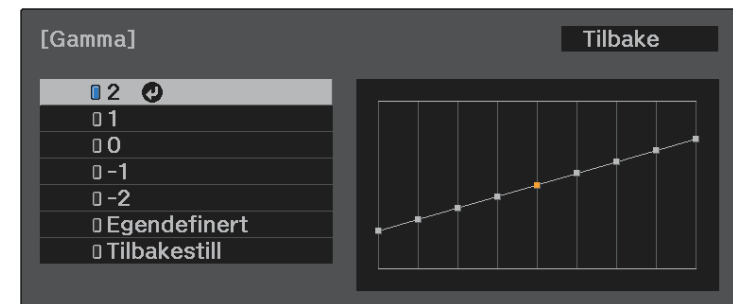 [Gamma]
Tilbake
2
1
0
-1
-2
Egendefinert
Tilbakestill